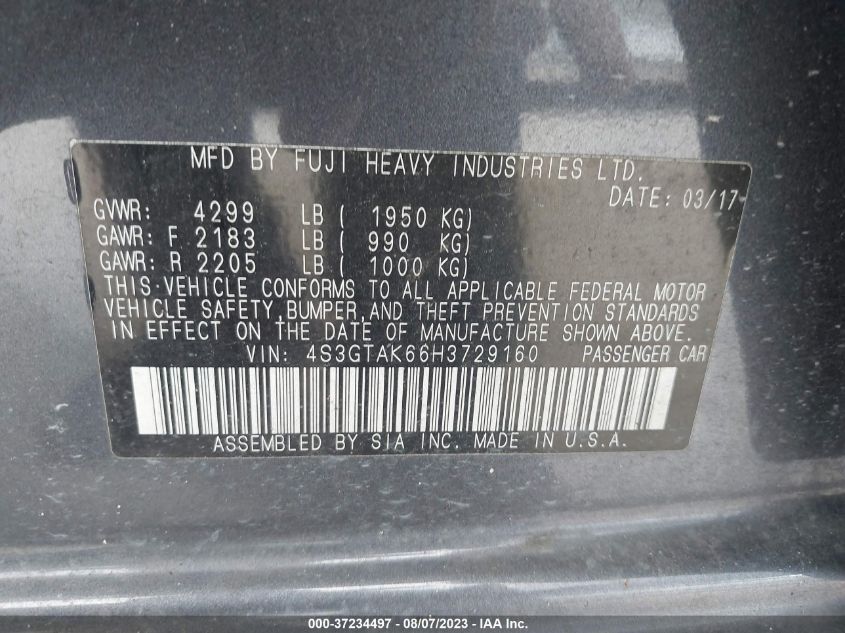 MFD BY FUJI HEAVY INDUSTRIES LTD.
DATE: 03/17
GVWR: 4299 LB ( 1950 KG)
GAWR: F 2183 LB ( 990 KG)
GAWR: R 2205 LB ( 1000 KG)
THIS VEHICLE CONFORMS TO ALL APPLICABLE FEDERAL MOTOR
VEHICLE SAFETY,BUMPER,AND THEFT PREVENTION STANDARDS
IN EFFECT ON THE DATE OF MANUFACTURE SHOWN ABOVE.
VIN: 4S3GTAK66H3729160 PASSENGER CAR
ASSEMBLED BY SIA INC. MADE IN U.S.A.
000-37234497 - 08/07/2023 - IAA Inc.